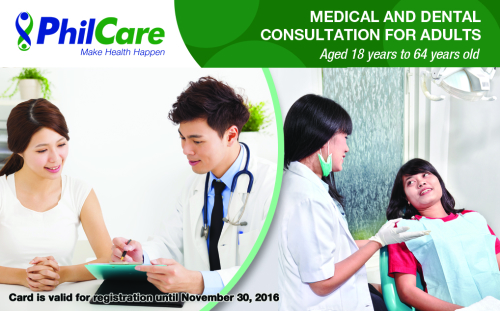 PhilCare
Make Health Happen
MEDICAL AND DENTAL
CONSULTATION FOR ADULTS
Aged 18 years to 64 years old
Card is valid for registration until November 30, 2016